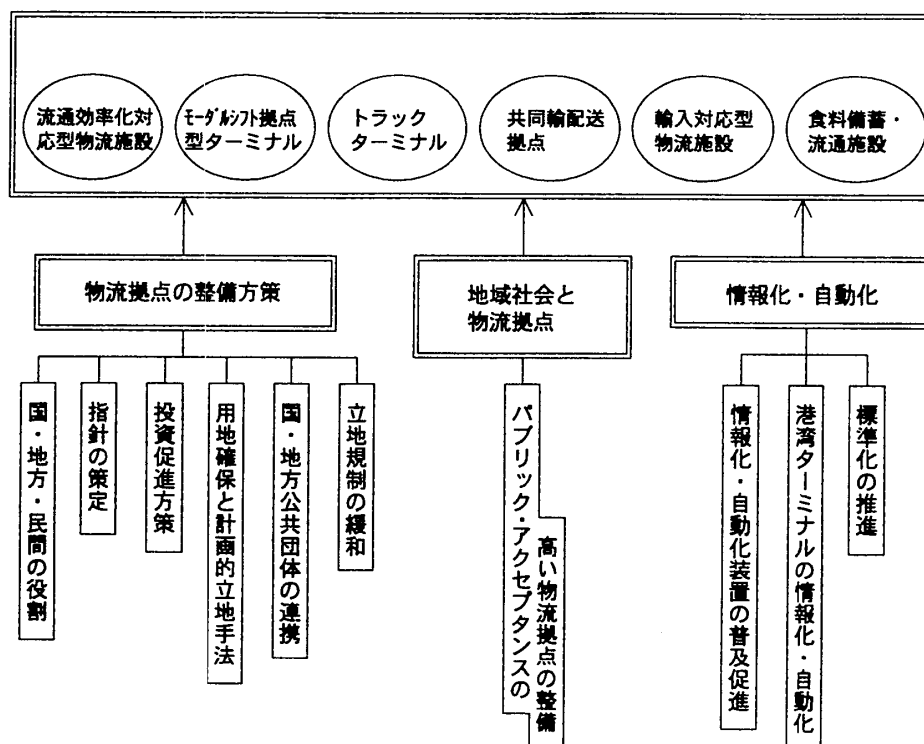 流通効率化対
応型物流施設
モーダルシフト拠点
型ターミナル
トラック
ターミナル
共同輸配送
拠点
輸入対応型
物流施設
食料備蓄・
流通施設
物流拠点の整備方策
地域社会と
物流拠点
情報化・自動化
国・地方・民間の役割
指針の策定
投資促進方策
用地確保と計画的立地手法
国・地方公共団体の連携
立地規制の緩和
パブリック・アクセプタンスの
高い物流拠点の整備
情報化・自動化装置の普及促進
港湾ターミナルの情報化・自動化
標準化の推進